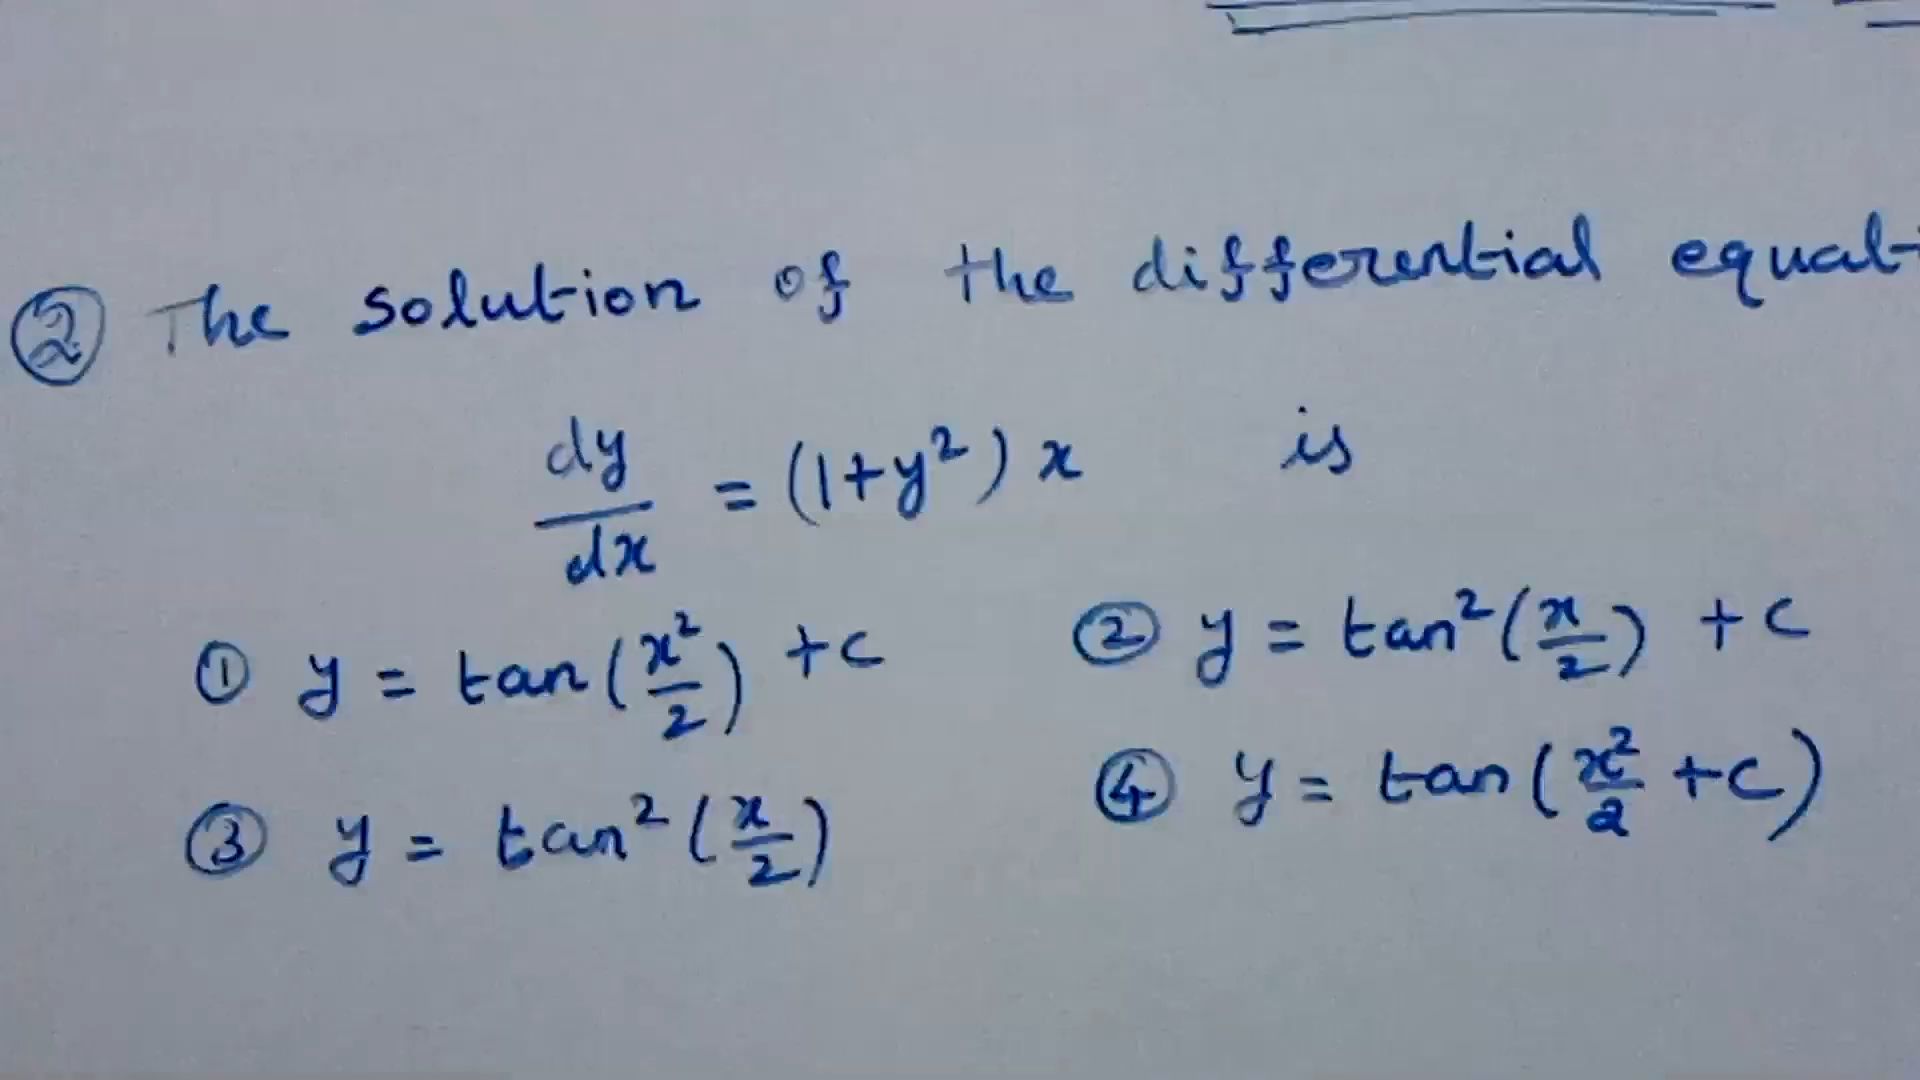 ② The solution of the differential equati
dy/dx = (1+y²) x is
① y = tan(x²/2) + c ② y = tan²(x/2) + c
③ y = tan²(x/2) ④ y = tan(x²/2 + c)